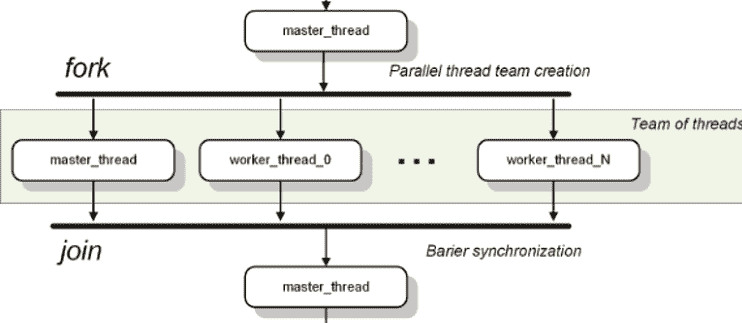 master_thread
fork
Parallel thread team creation
Team of threads
master_thread
worker_thread_0
worker_thread_N
join
Barier synchronization
master_thread